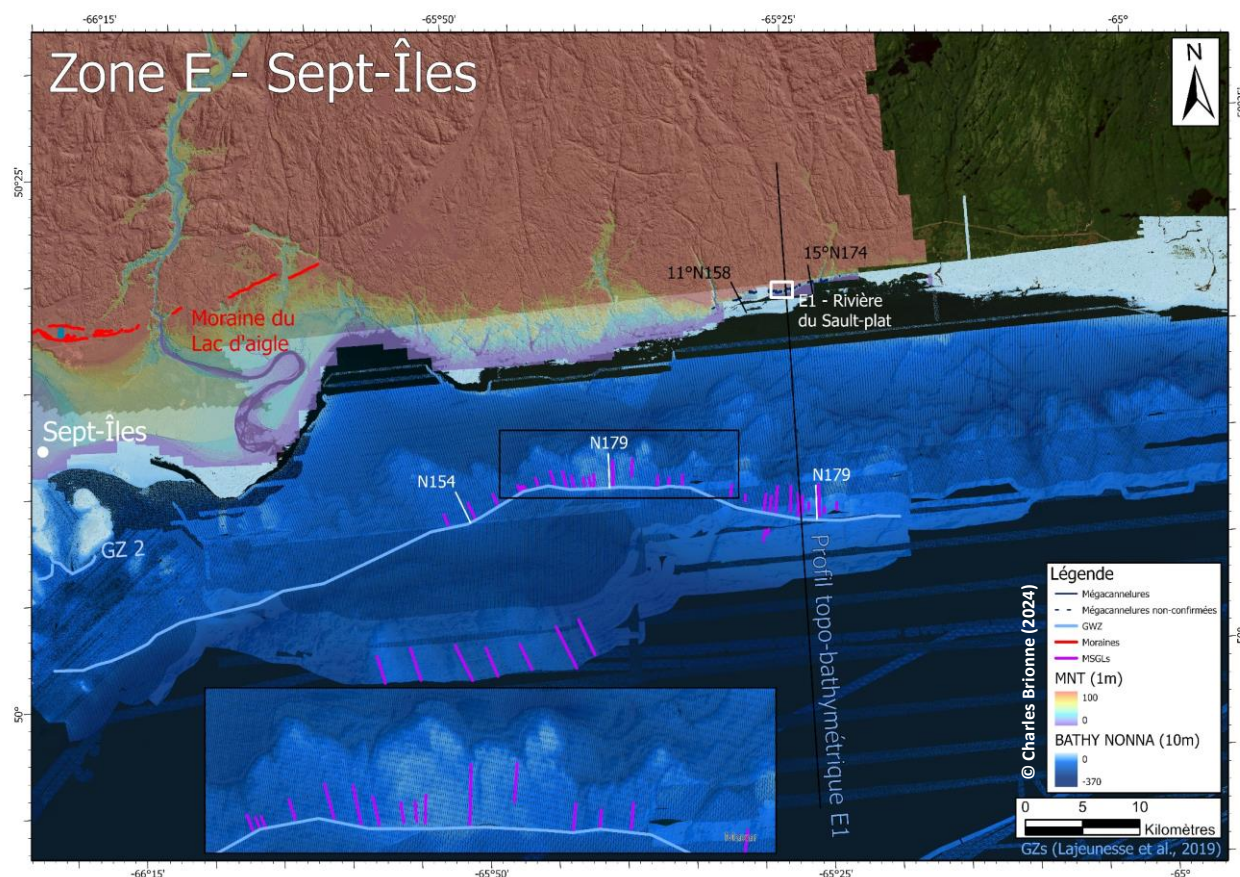 -66°15'
-65°50'
-65°25'
-65°
Zone E - Sept-Îles
N
50°25'
50°25'
15°N174
11°N158
E1 - Rivière
du Sault-plat
Moraine du
Lac d'aigle
Sept-Îles
N179
N154
N179
GZ 2
Profil topo-bathymétrique E1
50°
50°
Légende
Mégacannelures
Mégacannelures non-confirmées
GWZ
Moraines
MSGLs
MNT (1m)
100
0
BATHY NONNA (10m)
0
-370
© Charles Brionne (2024)
0 5 10
Kilomètres
GZs (Lajeunesse et al., 2019)
-66°15'
-65°50'
-65°25'
-65°